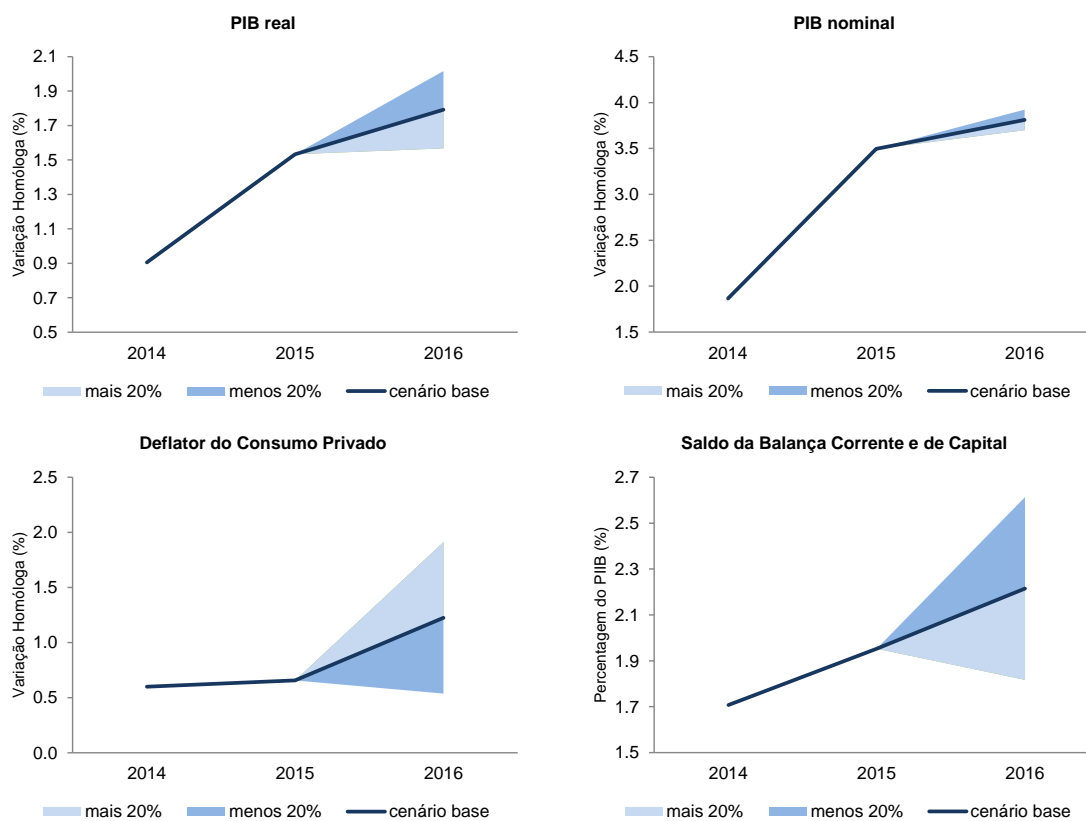 PIB real
Variação Homóloga (%)
2.1
1.9
1.7
1.5
1.3
1.1
0.9
0.7
0.5
2014 2015 2016
mais 20% menos 20% cenário base
PIB nominal
Variação Homóloga (%)
4.5
4.0
3.5
3.0
2.5
2.0
1.5
2014 2015 2016
mais 20% menos 20% cenário base
Deflator do Consumo Privado
Variação Homóloga (%)
2.5
2.0
1.5
1.0
0.5
0.0
2014 2015 2016
mais 20% menos 20% cenário base
Saldo da Balança Corrente e de Capital
Percentagem do PIIB (%)
2.7
2.5
2.3
2.1
1.9
1.7
1.5
2014 2015 2016
mais 20% menos 20% cenário base